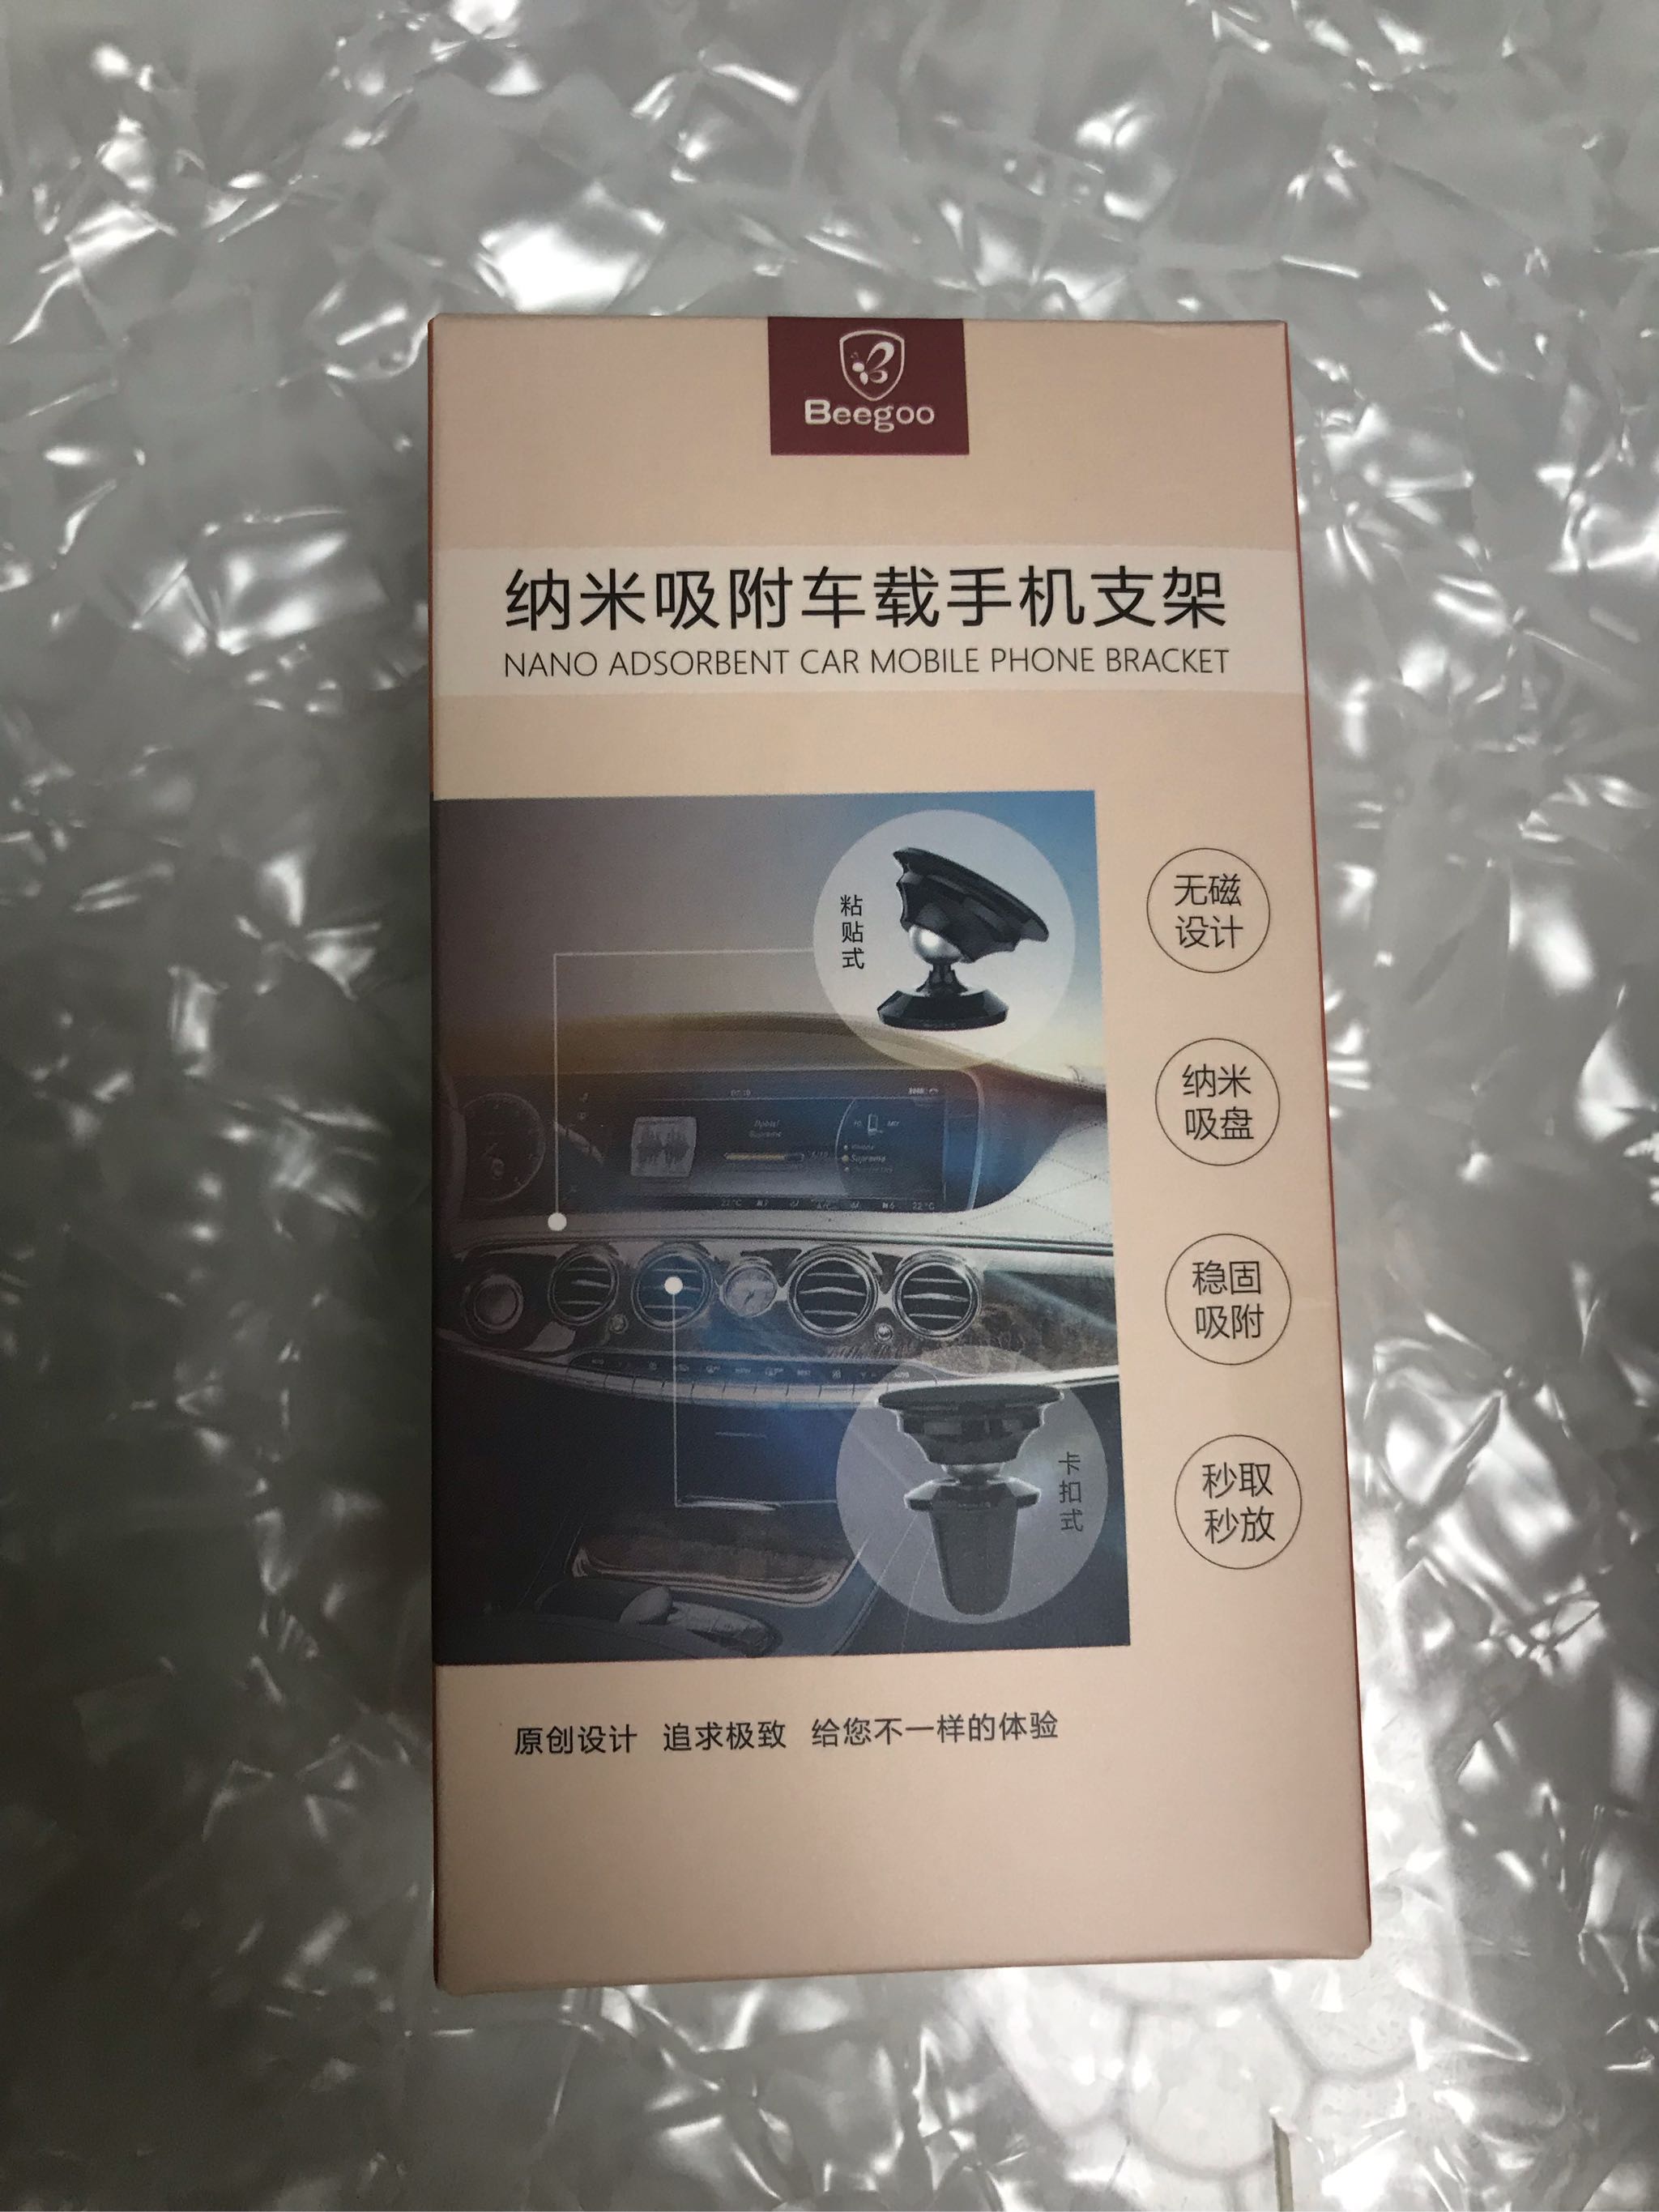 Beegoo
纳米吸附车载手机支架
NANO ADSORBENT CAR MOBILE PHONE BRACKET
粘贴式
无磁
设计
纳米
吸盘
稳固
吸附
卡扣式
秒取
秒放
原创设计 追求极致 给您不一样的体验